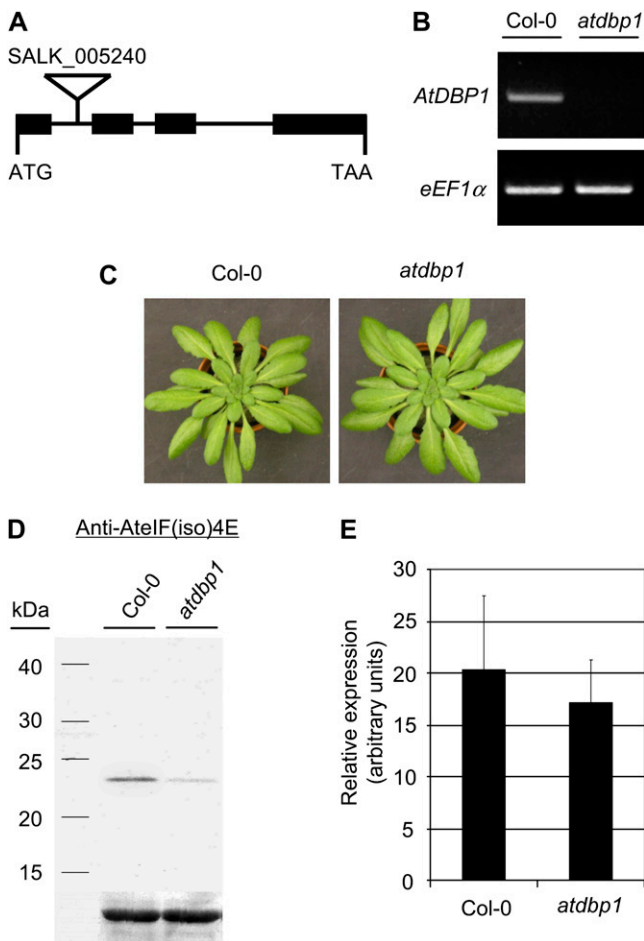 A
SALK_005240
ATG TAA
B
Col-0 atdbp1
AtDBP1
eEF1α
C
Col-0 atdbp1
D
Anti-AteIF(iso)4E
kDa Col-0 atdbp1
40
30
25
20
15
E
Relative expression
(arbitrary units)
30
25
20
15
10
5
0
Col-0 atdbp1